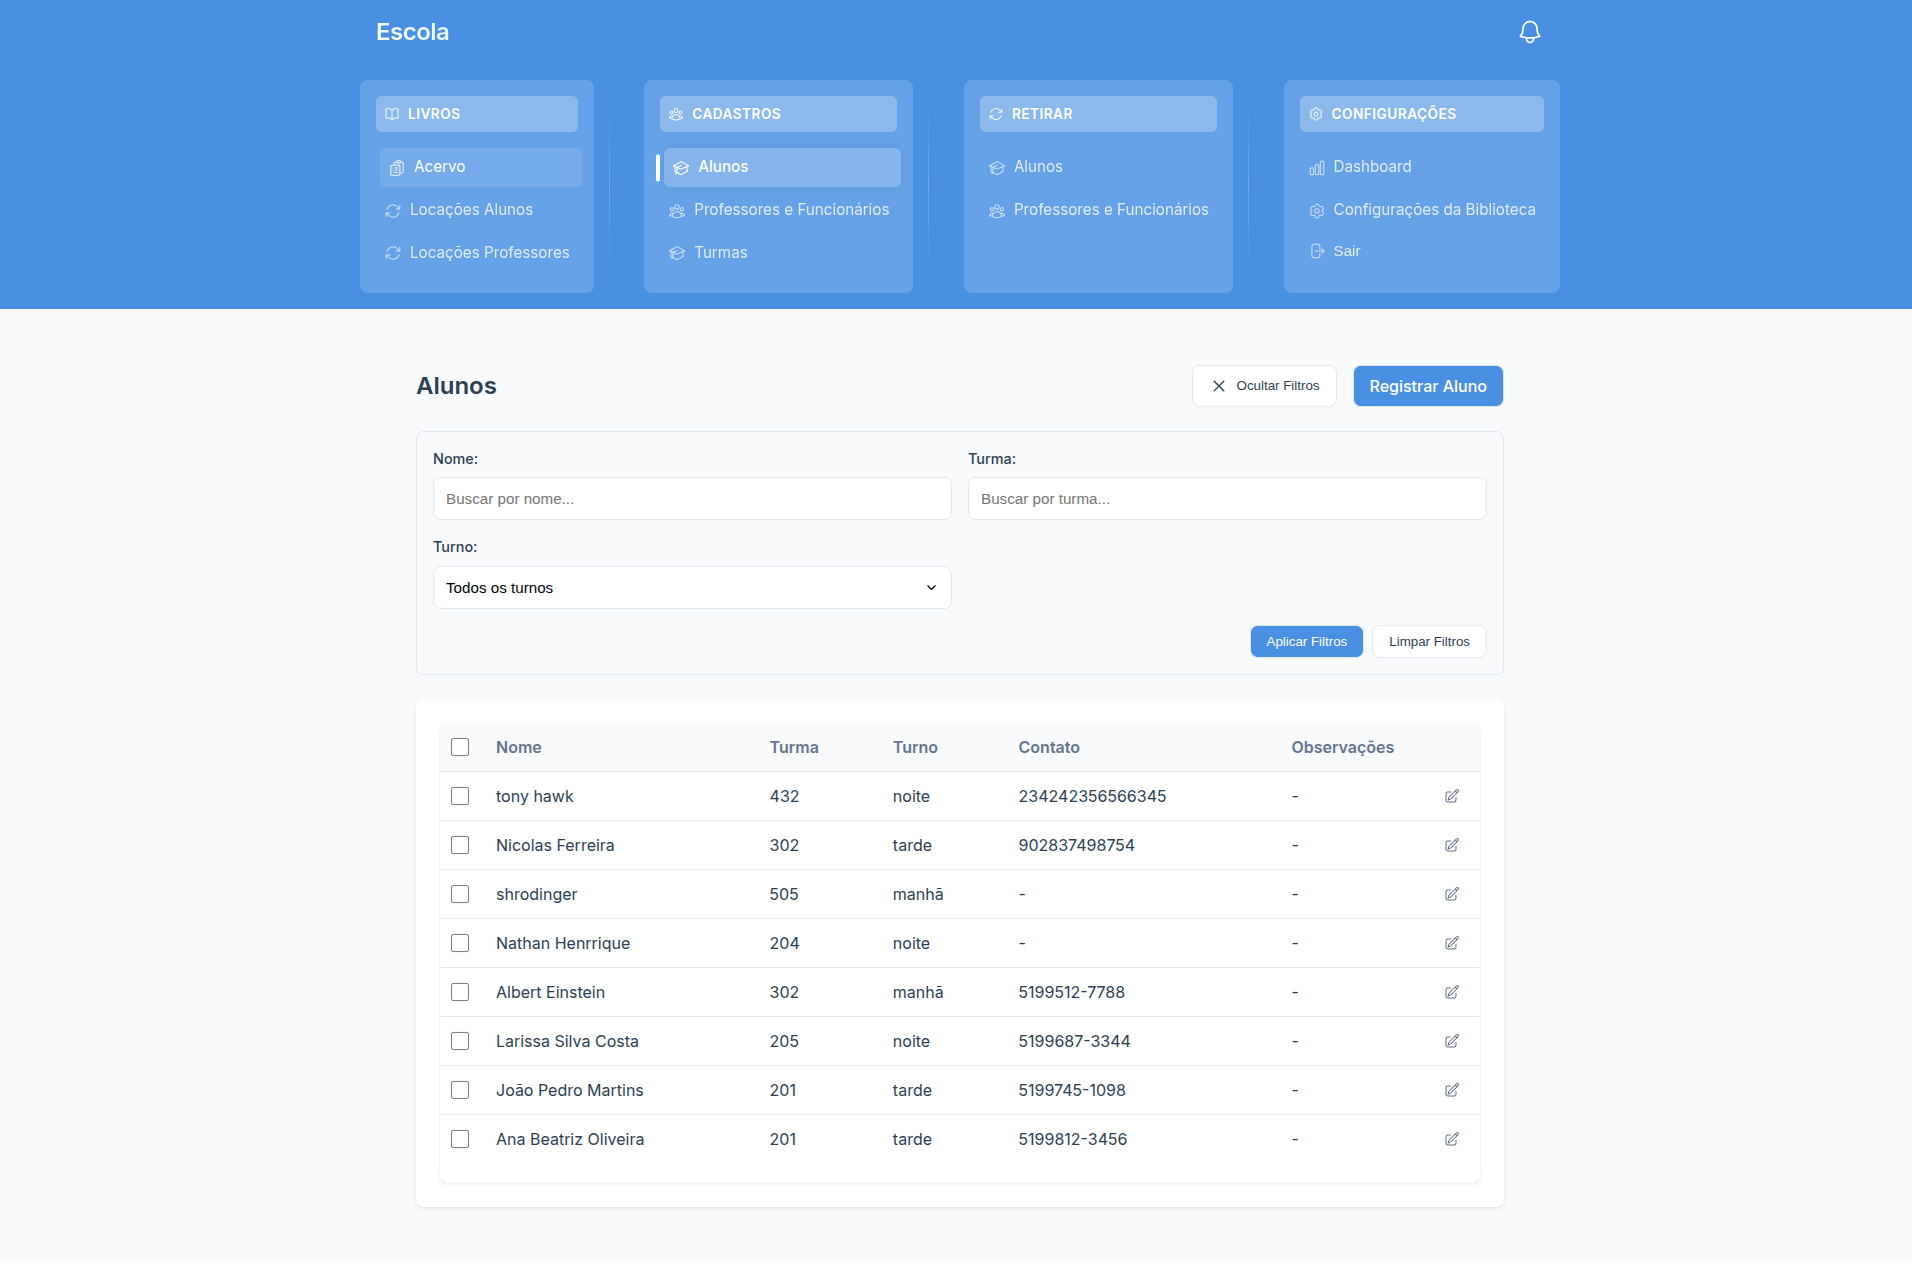 Escola
LIVROS
Acervo
Locações Alunos
Locações Professores
CADASTROS
Alunos
Professores e Funcionários
Turmas
RETIRAR
Alunos
Professores e Funcionários
CONFIGURAÇÕES
Dashboard
Configurações da Biblioteca
Sair
Alunos
Ocultar Filtros
Registrar Aluno
Nome:
Turma:
Buscar por nome...
Buscar por turma...
Turno:
Todos os turnos
Aplicar Filtros
Limpar Filtros
Nome Turma Turno Contato Observações
tony hawk 432 noite 234242356566345 -
Nicolas Ferreira 302 tarde 902837498754 -
shrodinger 505 manhã - -
Nathan Henrrique 204 noite - -
Albert Einstein 302 manhã 5199512-7788 -
Larissa Silva Costa 205 noite 5199687-3344 -
João Pedro Martins 201 tarde 5199745-1098 -
Ana Beatriz Oliveira 201 tarde 5199812-3456 -